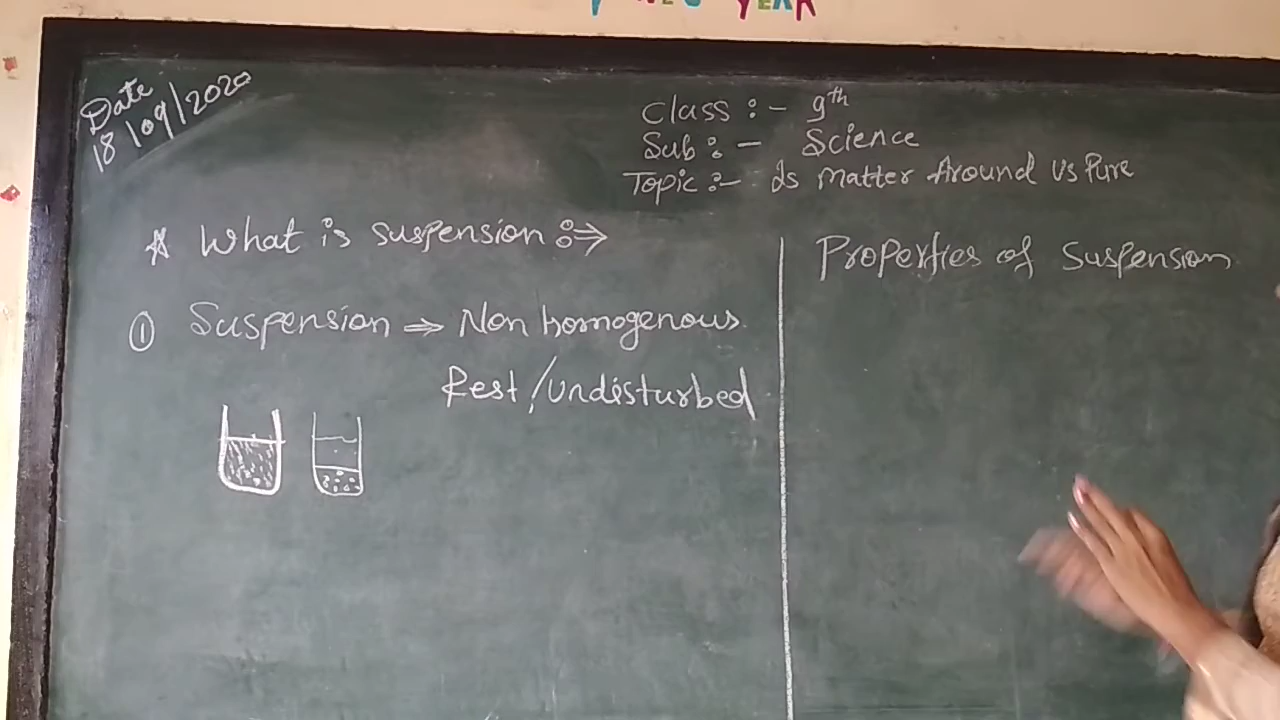 YEAR
Date
18/09/2020
Class :- 9th
Sub :- Science
Topic :- Is Matter Around Us Pure
☆ What is suspension :⇒
① Suspension ⇒ Non homogenous
Rest/Undisturbed
Properties of Suspension